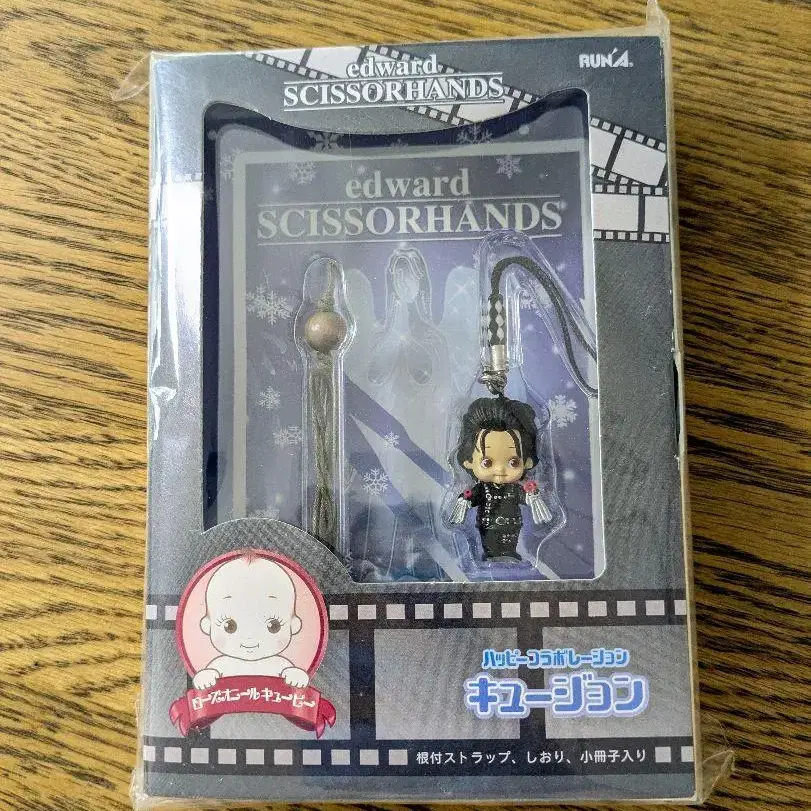 edward
SCISSORHANDS
RUN'A®
edward
SCISSORHANDS
ローズオニールキューピー
ハッピーコラボレーション
キュージョン
根付ストラップ、しおり、小冊子入り